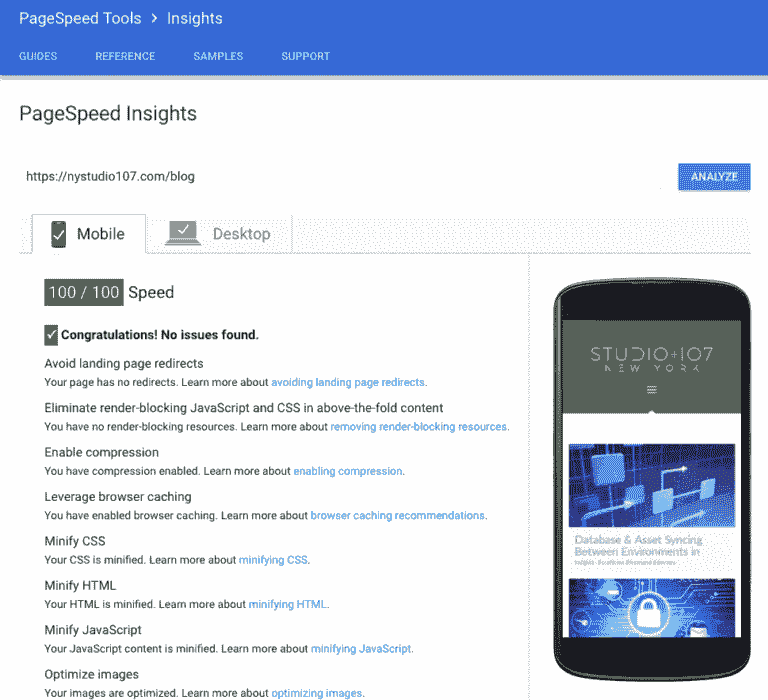 PageSpeed Tools > Insights
GUIDES REFERENCE SAMPLES SUPPORT
PageSpeed Insights
https://nystudio107.com/blog
ANALYZE
Mobile Desktop
100 / 100 Speed
Congratulations! No issues found.
Avoid landing page redirects
Your page has no redirects. Learn more about avoiding landing page redirects.
Eliminate render-blocking JavaScript and CSS in above-the-fold content
You have no render-blocking resources. Learn more about removing render-blocking resources.
Enable compression
You have compression enabled. Learn more about enabling compression.
Leverage browser caching
You have enabled browser caching. Learn more about browser caching recommendations.
Minify CSS
Your CSS is minified. Learn more about minifying CSS.
Minify HTML
Your HTML is minified. Learn more about minifying HTML.
Minify JavaScript
Your JavaScript content is minified. Learn more about minifying JavaScript.
Optimize images
Your images are optimized. Learn more about optimizing images.
STUDIO+107
NEW YORK
Database & Asset Syncing
Between Environments in